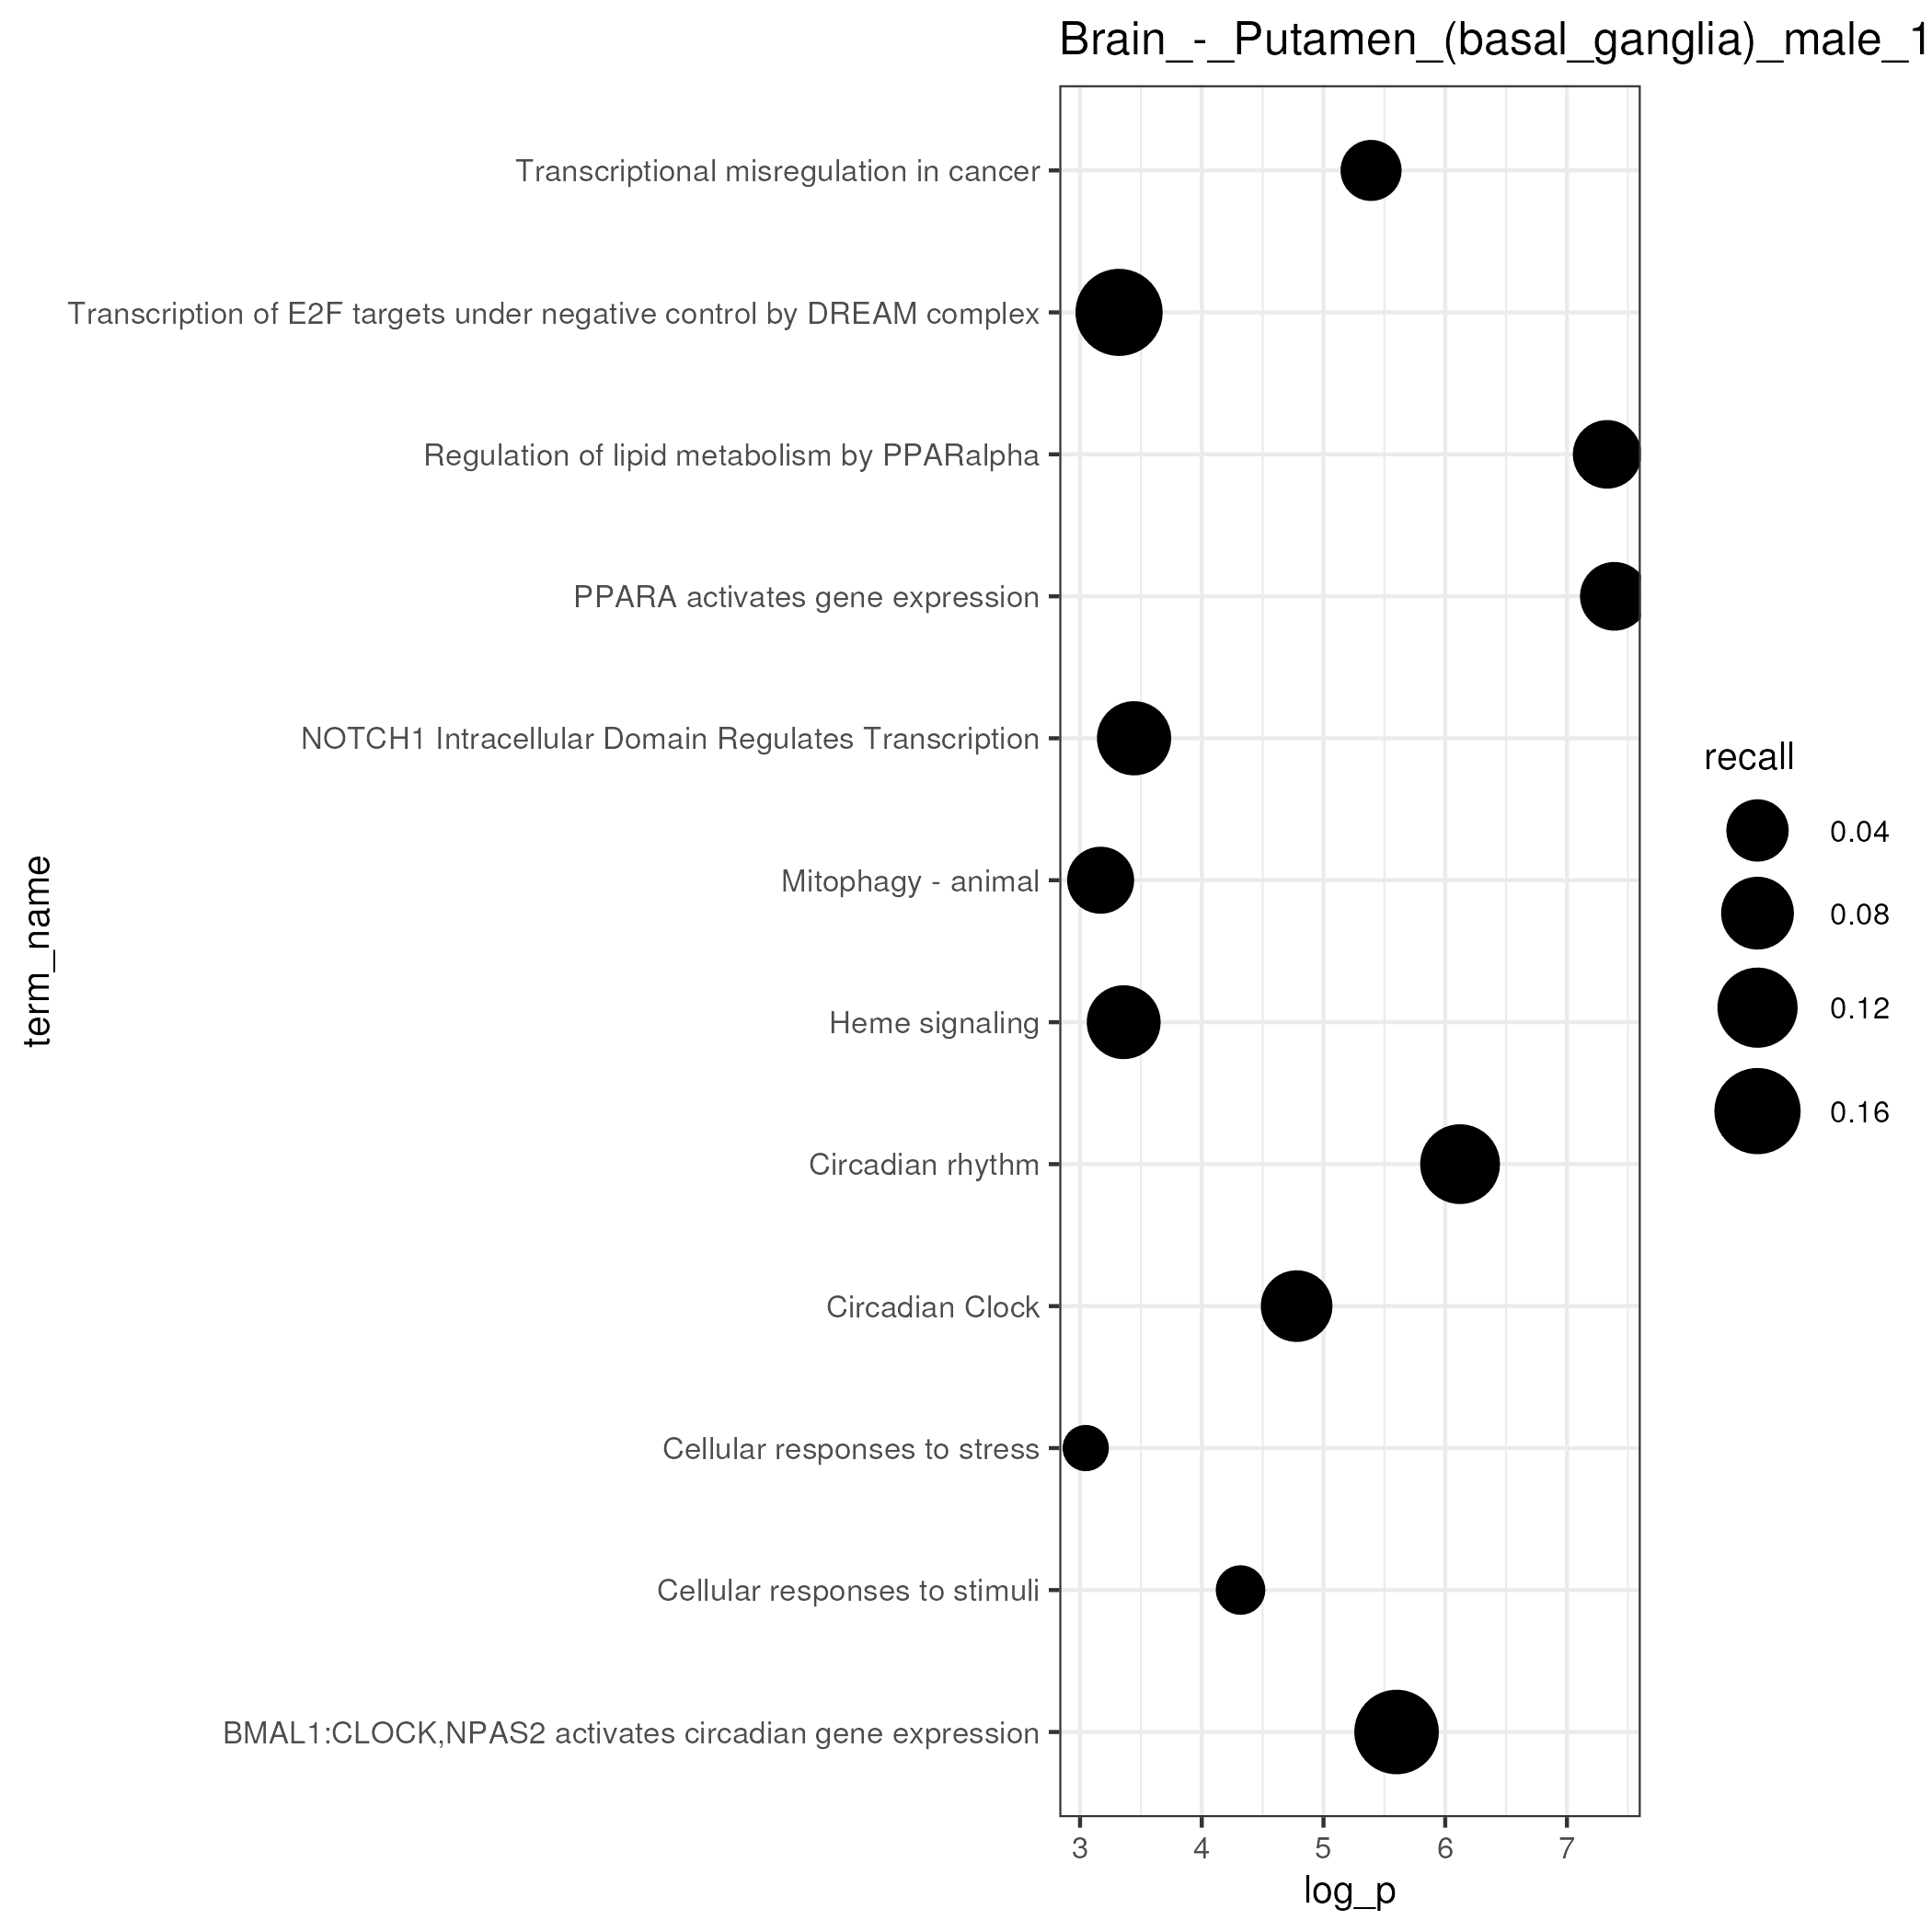 Brain_-_Putamen_(basal_ganglia)_male_1
Transcriptional misregulation in cancer
Transcription of E2F targets under negative control by DREAM complex
Regulation of lipid metabolism by PPARalpha
PPARA activates gene expression
NOTCH1 Intracellular Domain Regulates Transcription
Mitophagy - animal
Heme signaling
Circadian rhythm
Circadian Clock
Cellular responses to stress
Cellular responses to stimuli
BMAL1:CLOCK,NPAS2 activates circadian gene expression
term_name
3 4 5 6 7
log_p
recall
0.04
0.08
0.12
0.16